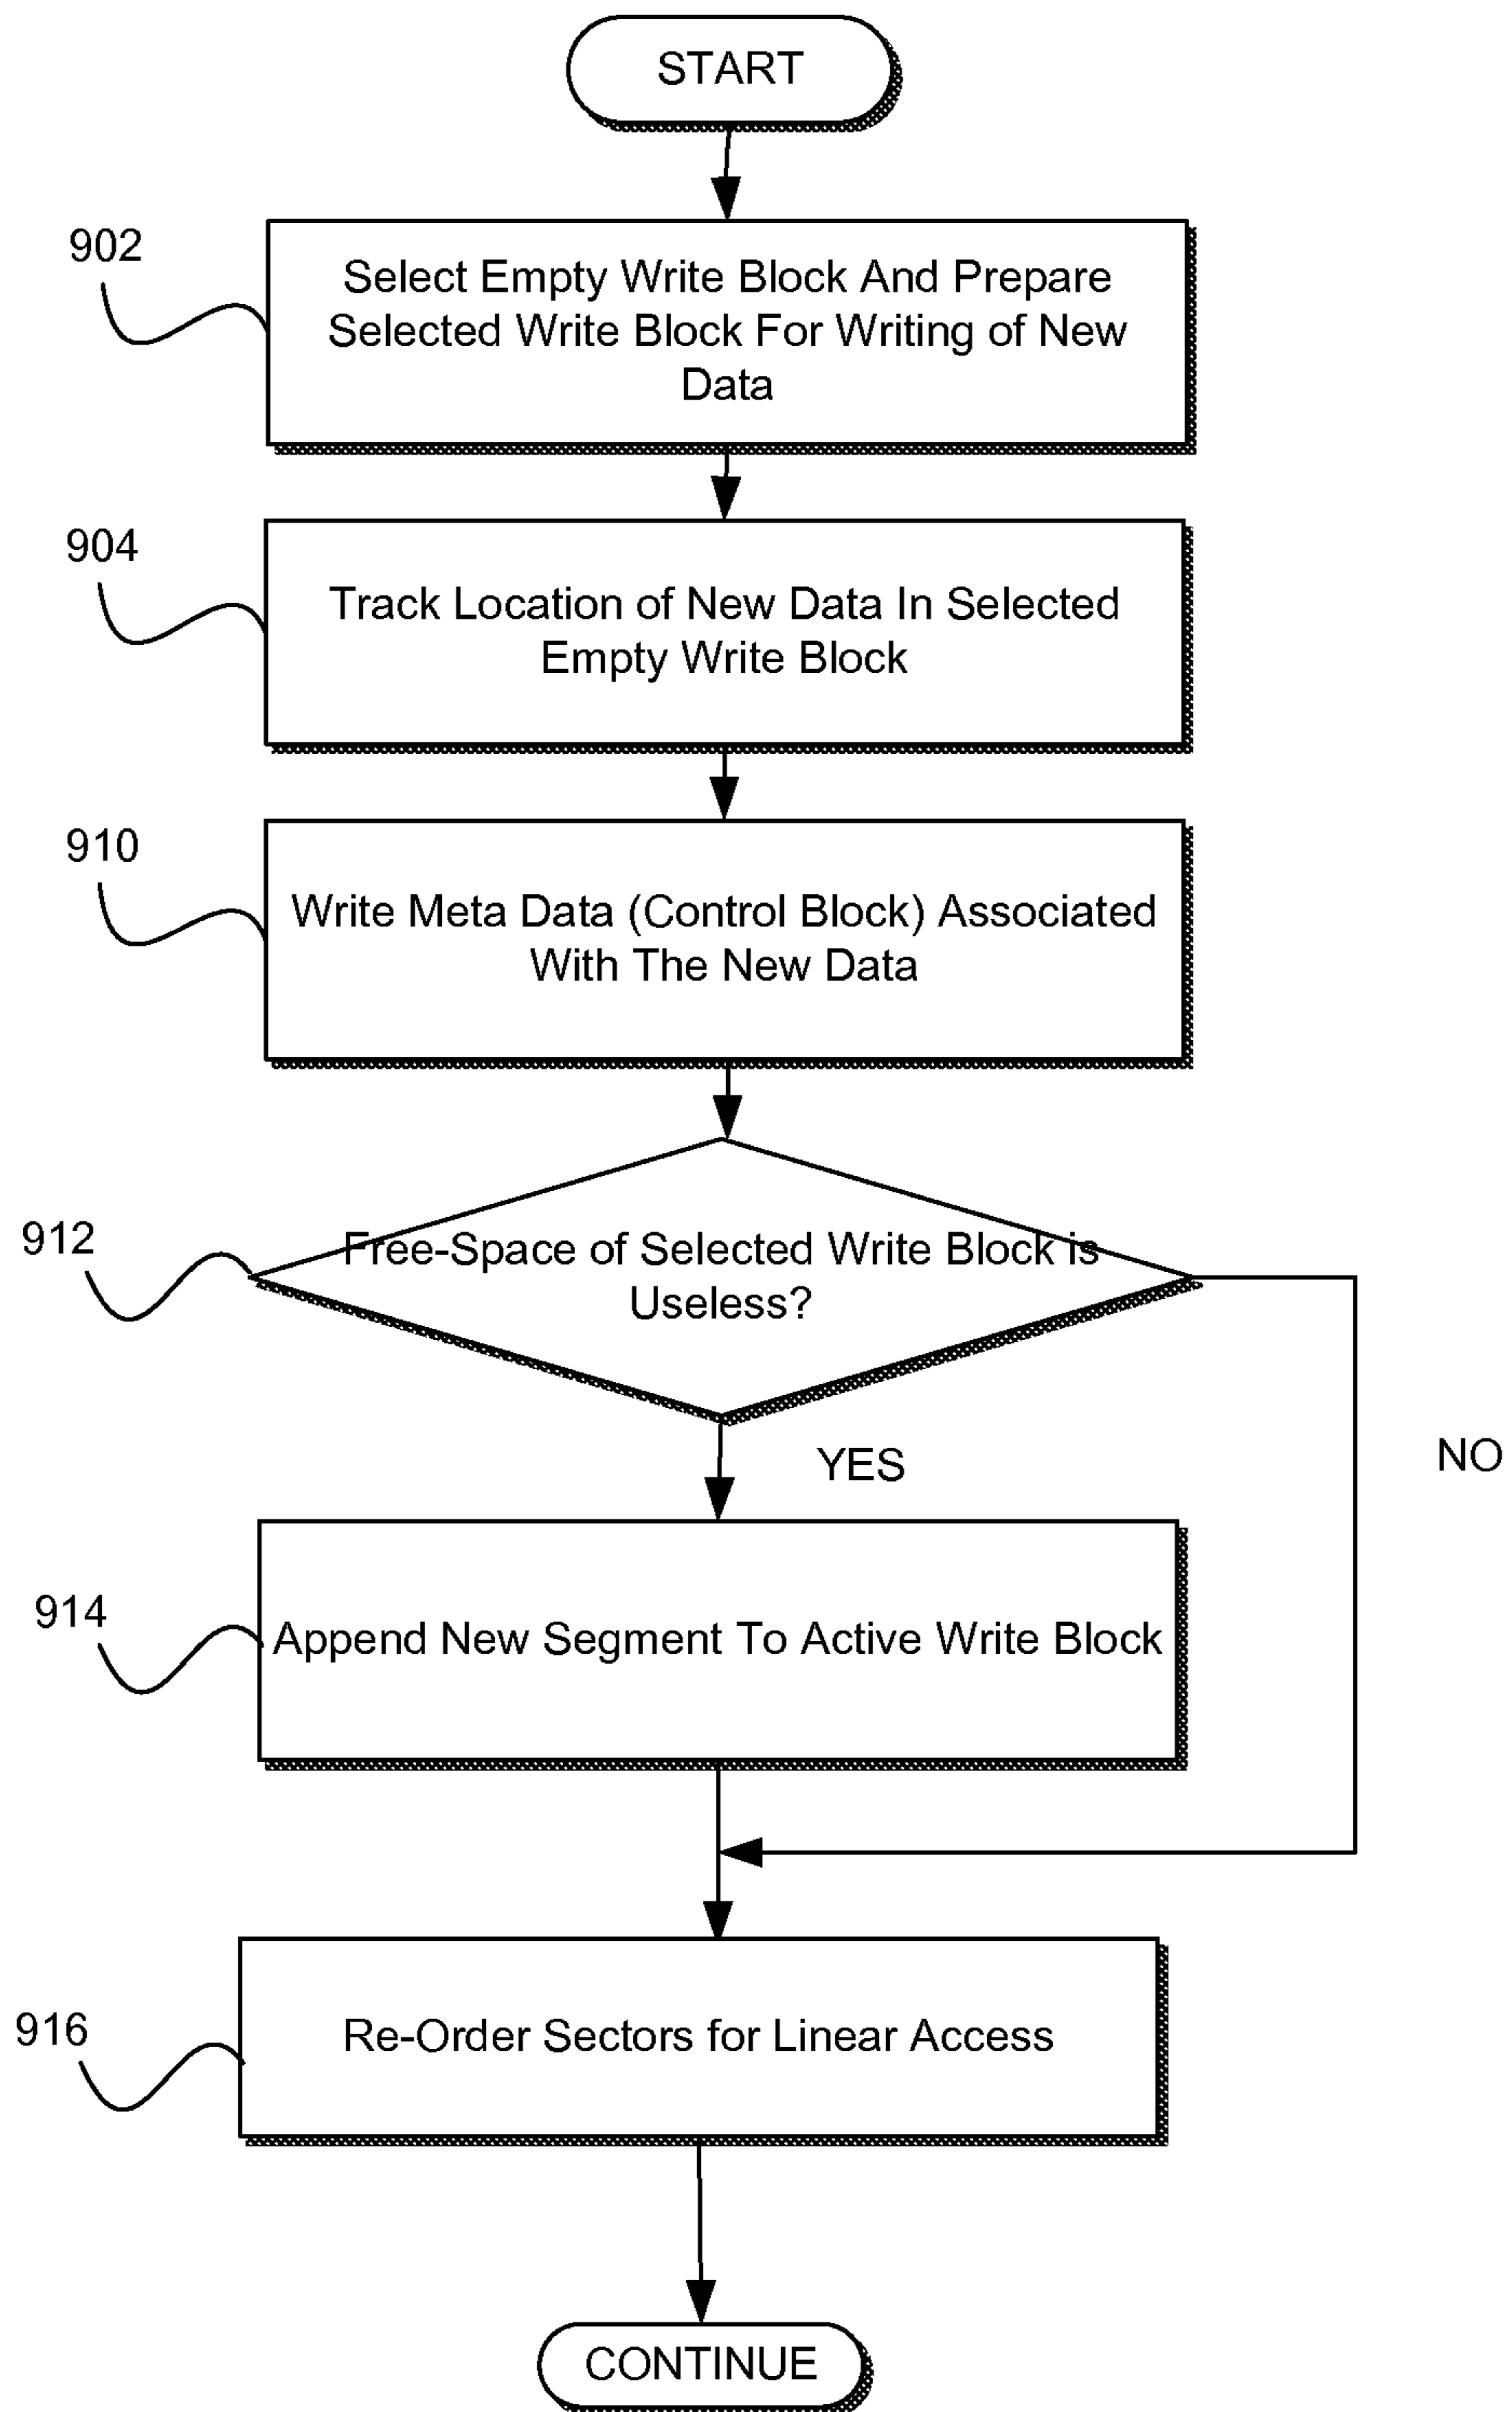 START
902
Select Empty Write Block And Prepare
Selected Write Block For Writing of New
Data
904
Track Location of New Data In Selected
Empty Write Block
910
Write Meta Data (Control Block) Associated
With The New Data
912
Free-Space of Selected Write Block is
Useless?
YES
NO
914
Append New Segment To Active Write Block
916
Re-Order Sectors for Linear Access
CONTINUE